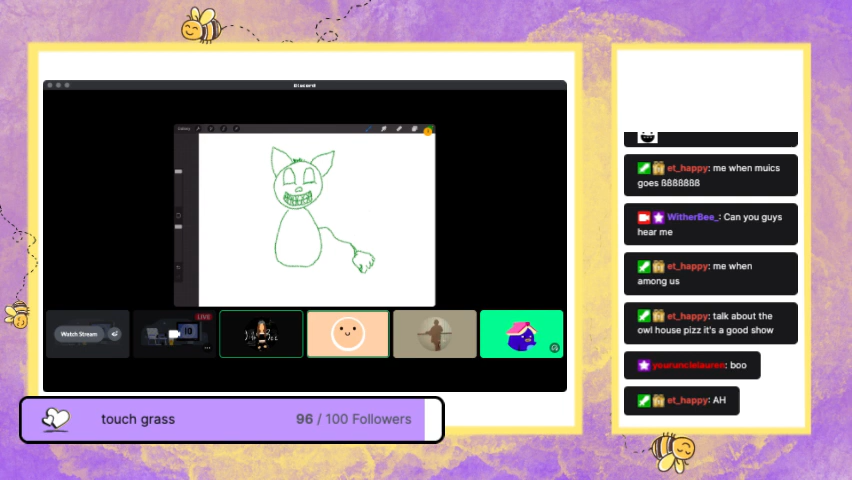 Discord
Gallery
LIVE
Watch Stream
touch grass
96 / 100 Followers
et_happy: me when muics
goes 8888888
WitherBee_: Can you guys
hear me
et_happy: me when
among us
et_happy: talk about the
owl house pizz it's a good show
youruncielauren: boo
et_happy: AH